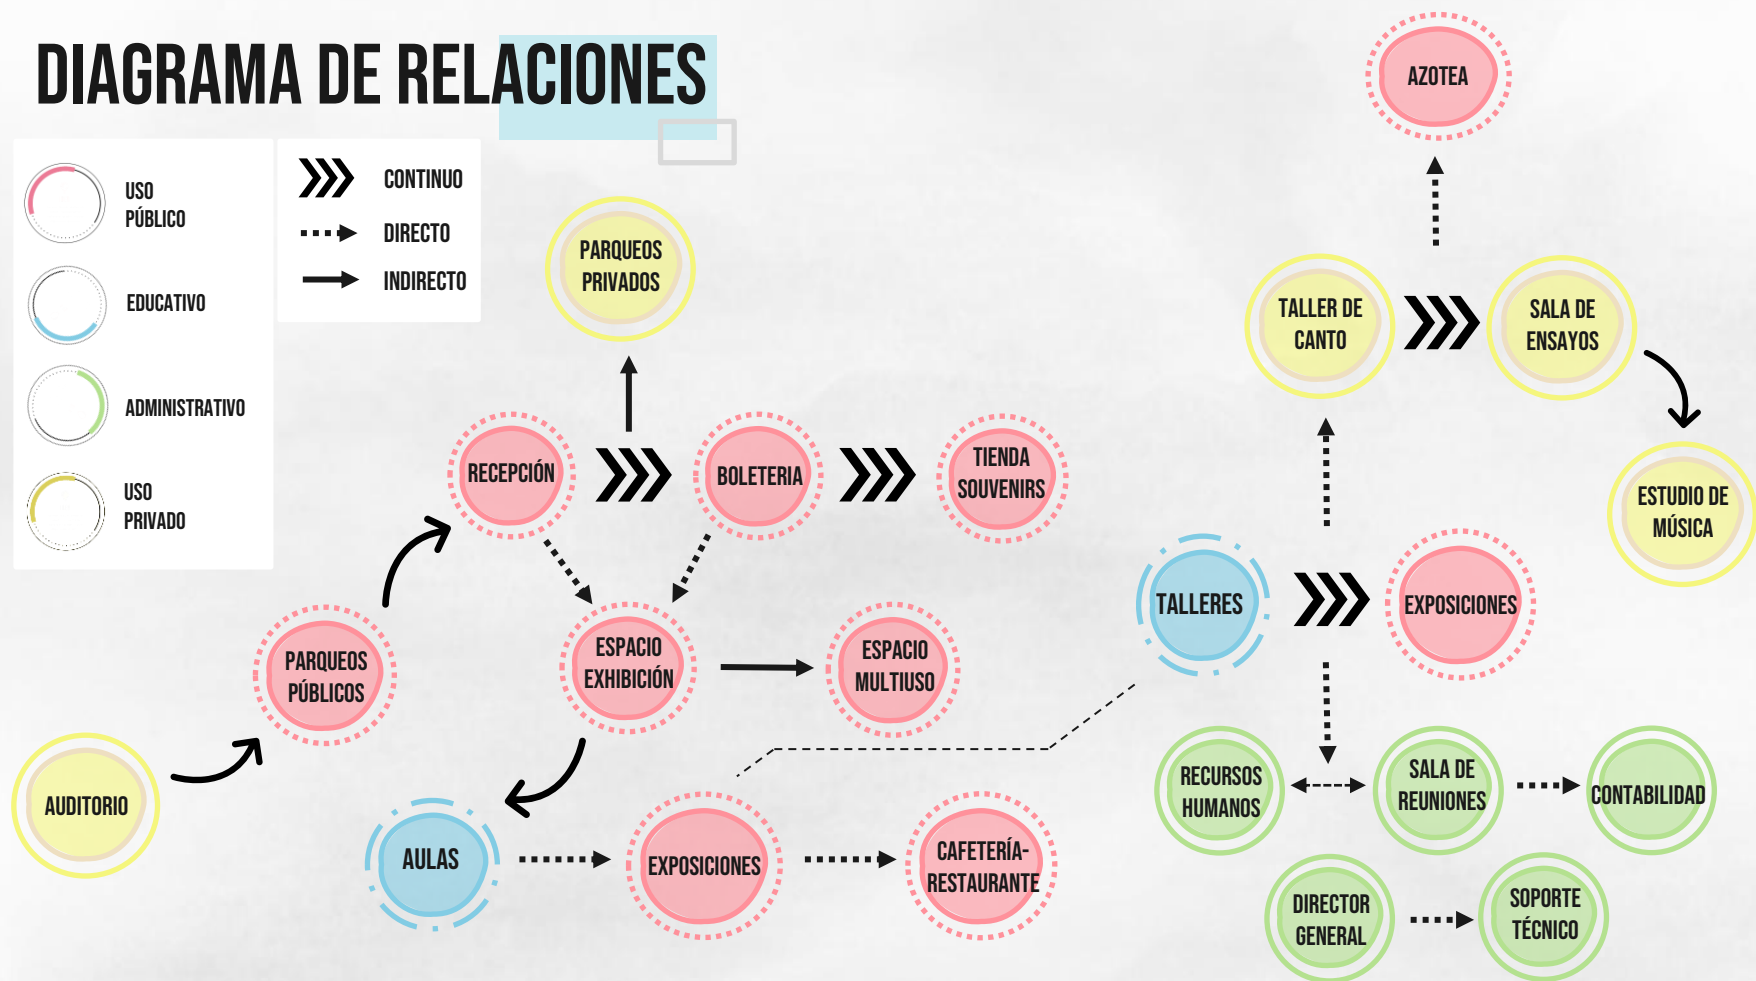 DIAGRAMA DE RELACIONES
USO
PÚBLICO
EDUCATIVO
ADMINISTRATIVO
USO
PRIVADO
CONTINUO
DIRECTO
INDIRECTO
PARQUEOS
PRIVADOS
RECEPCIÓN
BOLETERIA
TIENDA
SOUVENIRS
PARQUEOS
PÚBLICOS
ESPACIO
EXHIBICIÓN
ESPACIO
MULTIUSO
AUDITORIO
AULAS
EXPOSICIONES
CAFETERÍA-
RESTAURANTE
AZOTEA
TALLER DE
CANTO
SALA DE
ENSAYOS
ESTUDIO DE
MÚSICA
TALLERES
EXPOSICIONES
RECURSOS
HUMANOS
SALA DE
REUNIONES
CONTABILIDAD
DIRECTOR
GENERAL
SOPORTE
TÉCNICO